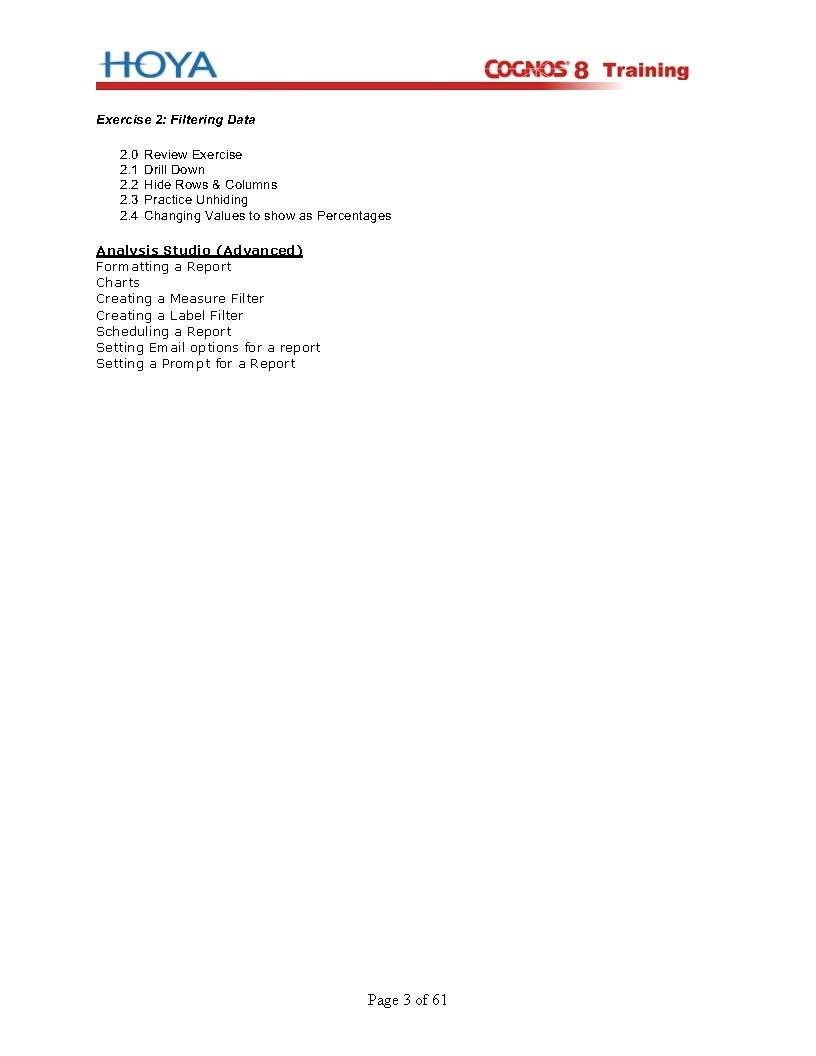 HOYA
COGNOS 8 Training
Exercise 2: Filtering Data
2.0 Review Exercise
2.1 Drill Down
2.2 Hide Rows & Columns
2.3 Practice Unhiding
2.4 Changing Values to show as Percentages
Analysis Studio (Advanced)
Formatting a Report
Charts
Creating a Measure Filter
Creating a Label Filter
Scheduling a Report
Setting Email options for a report
Setting a Prompt for a Report
Page 3 of 61